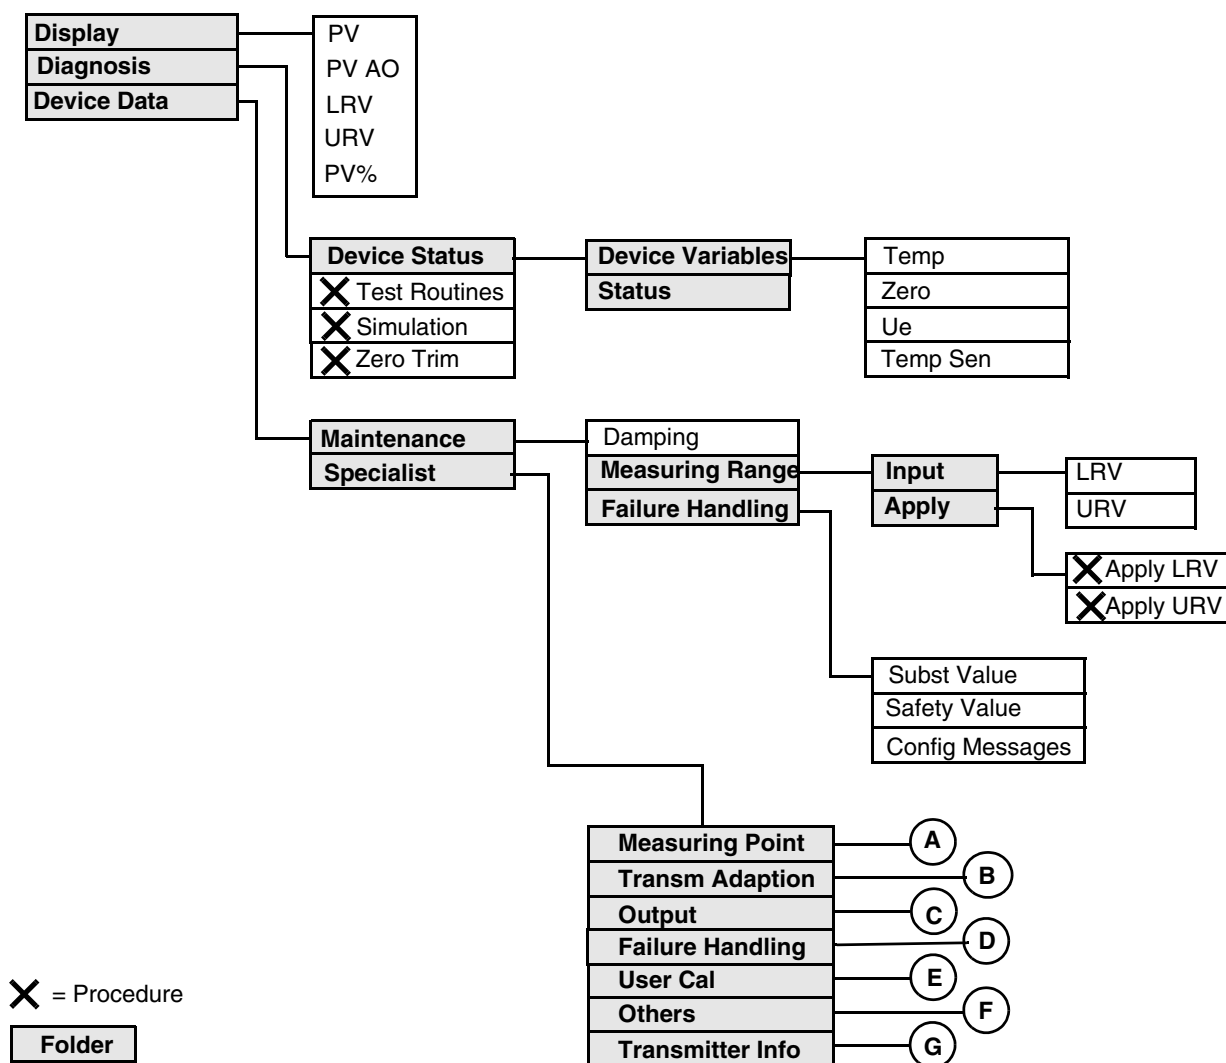 Display
Diagnosis
Device Data
PV
PV AO
LRV
URV
PV%
Device Status
Test Routines
Simulation
Zero Trim
Device Variables
Status
Temp
Zero
Ue
Temp Sen
Maintenance
Specialist
Damping
Measuring Range
Failure Handling
Input
Apply
LRV
URV
Apply LRV
Apply URV
Subst Value
Safety Value
Config Messages
Measuring Point
Transm Adaption
Output
Failure Handling
User Cal
Others
Transmitter Info
A
B
C
D
E
F
G
= Procedure
Folder